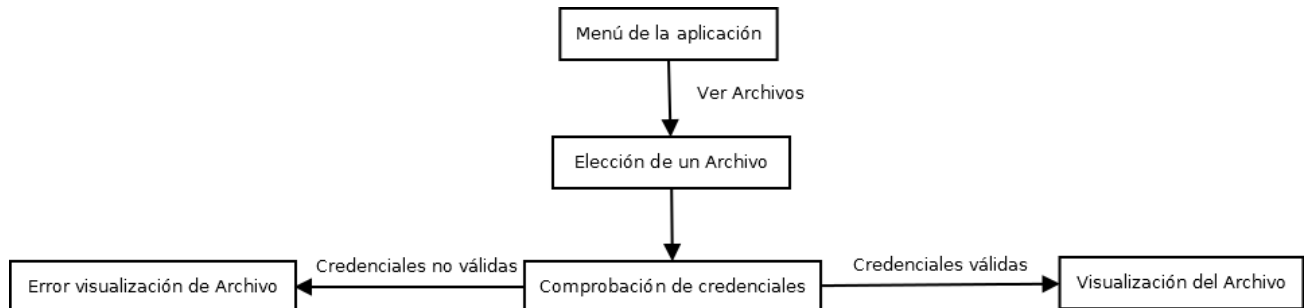 Menú de la aplicación
Ver Archivos
Elección de un Archivo
Credenciales no válidas
Credenciales válidas
Error visualización de Archivo
Comprobación de credenciales
Visualización del Archivo